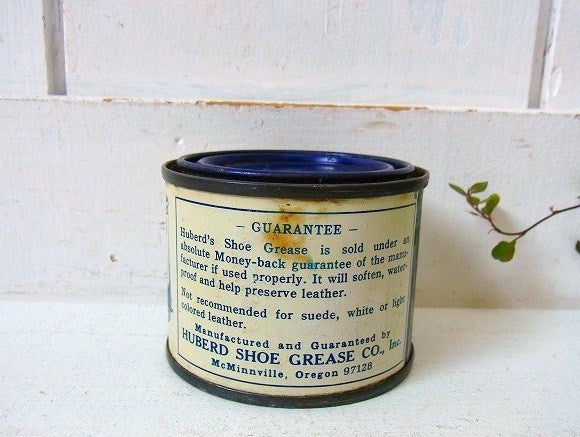 – GUARANTEE –
Huberd's Shoe Grease is sold under an
absolute Money-back guarantee of the manu-
facturer if used properly. It will soften, water-
proof and help preserve leather.
Not recommended for suede, white or light
colored leather.
Manufactured and Guaranteed by
HUBERD SHOE GREASE CO., Inc.
McMinnville, Oregon 97128